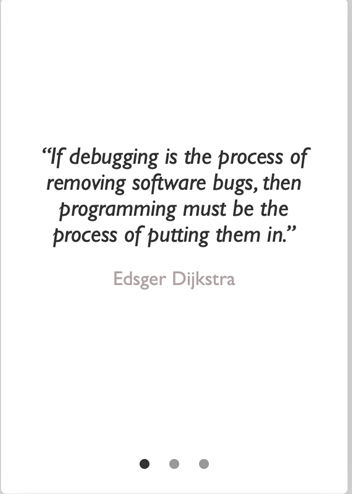 “If debugging is the process of
removing software bugs, then
programming must be the
process of putting them in.”
Edsger Dijkstra